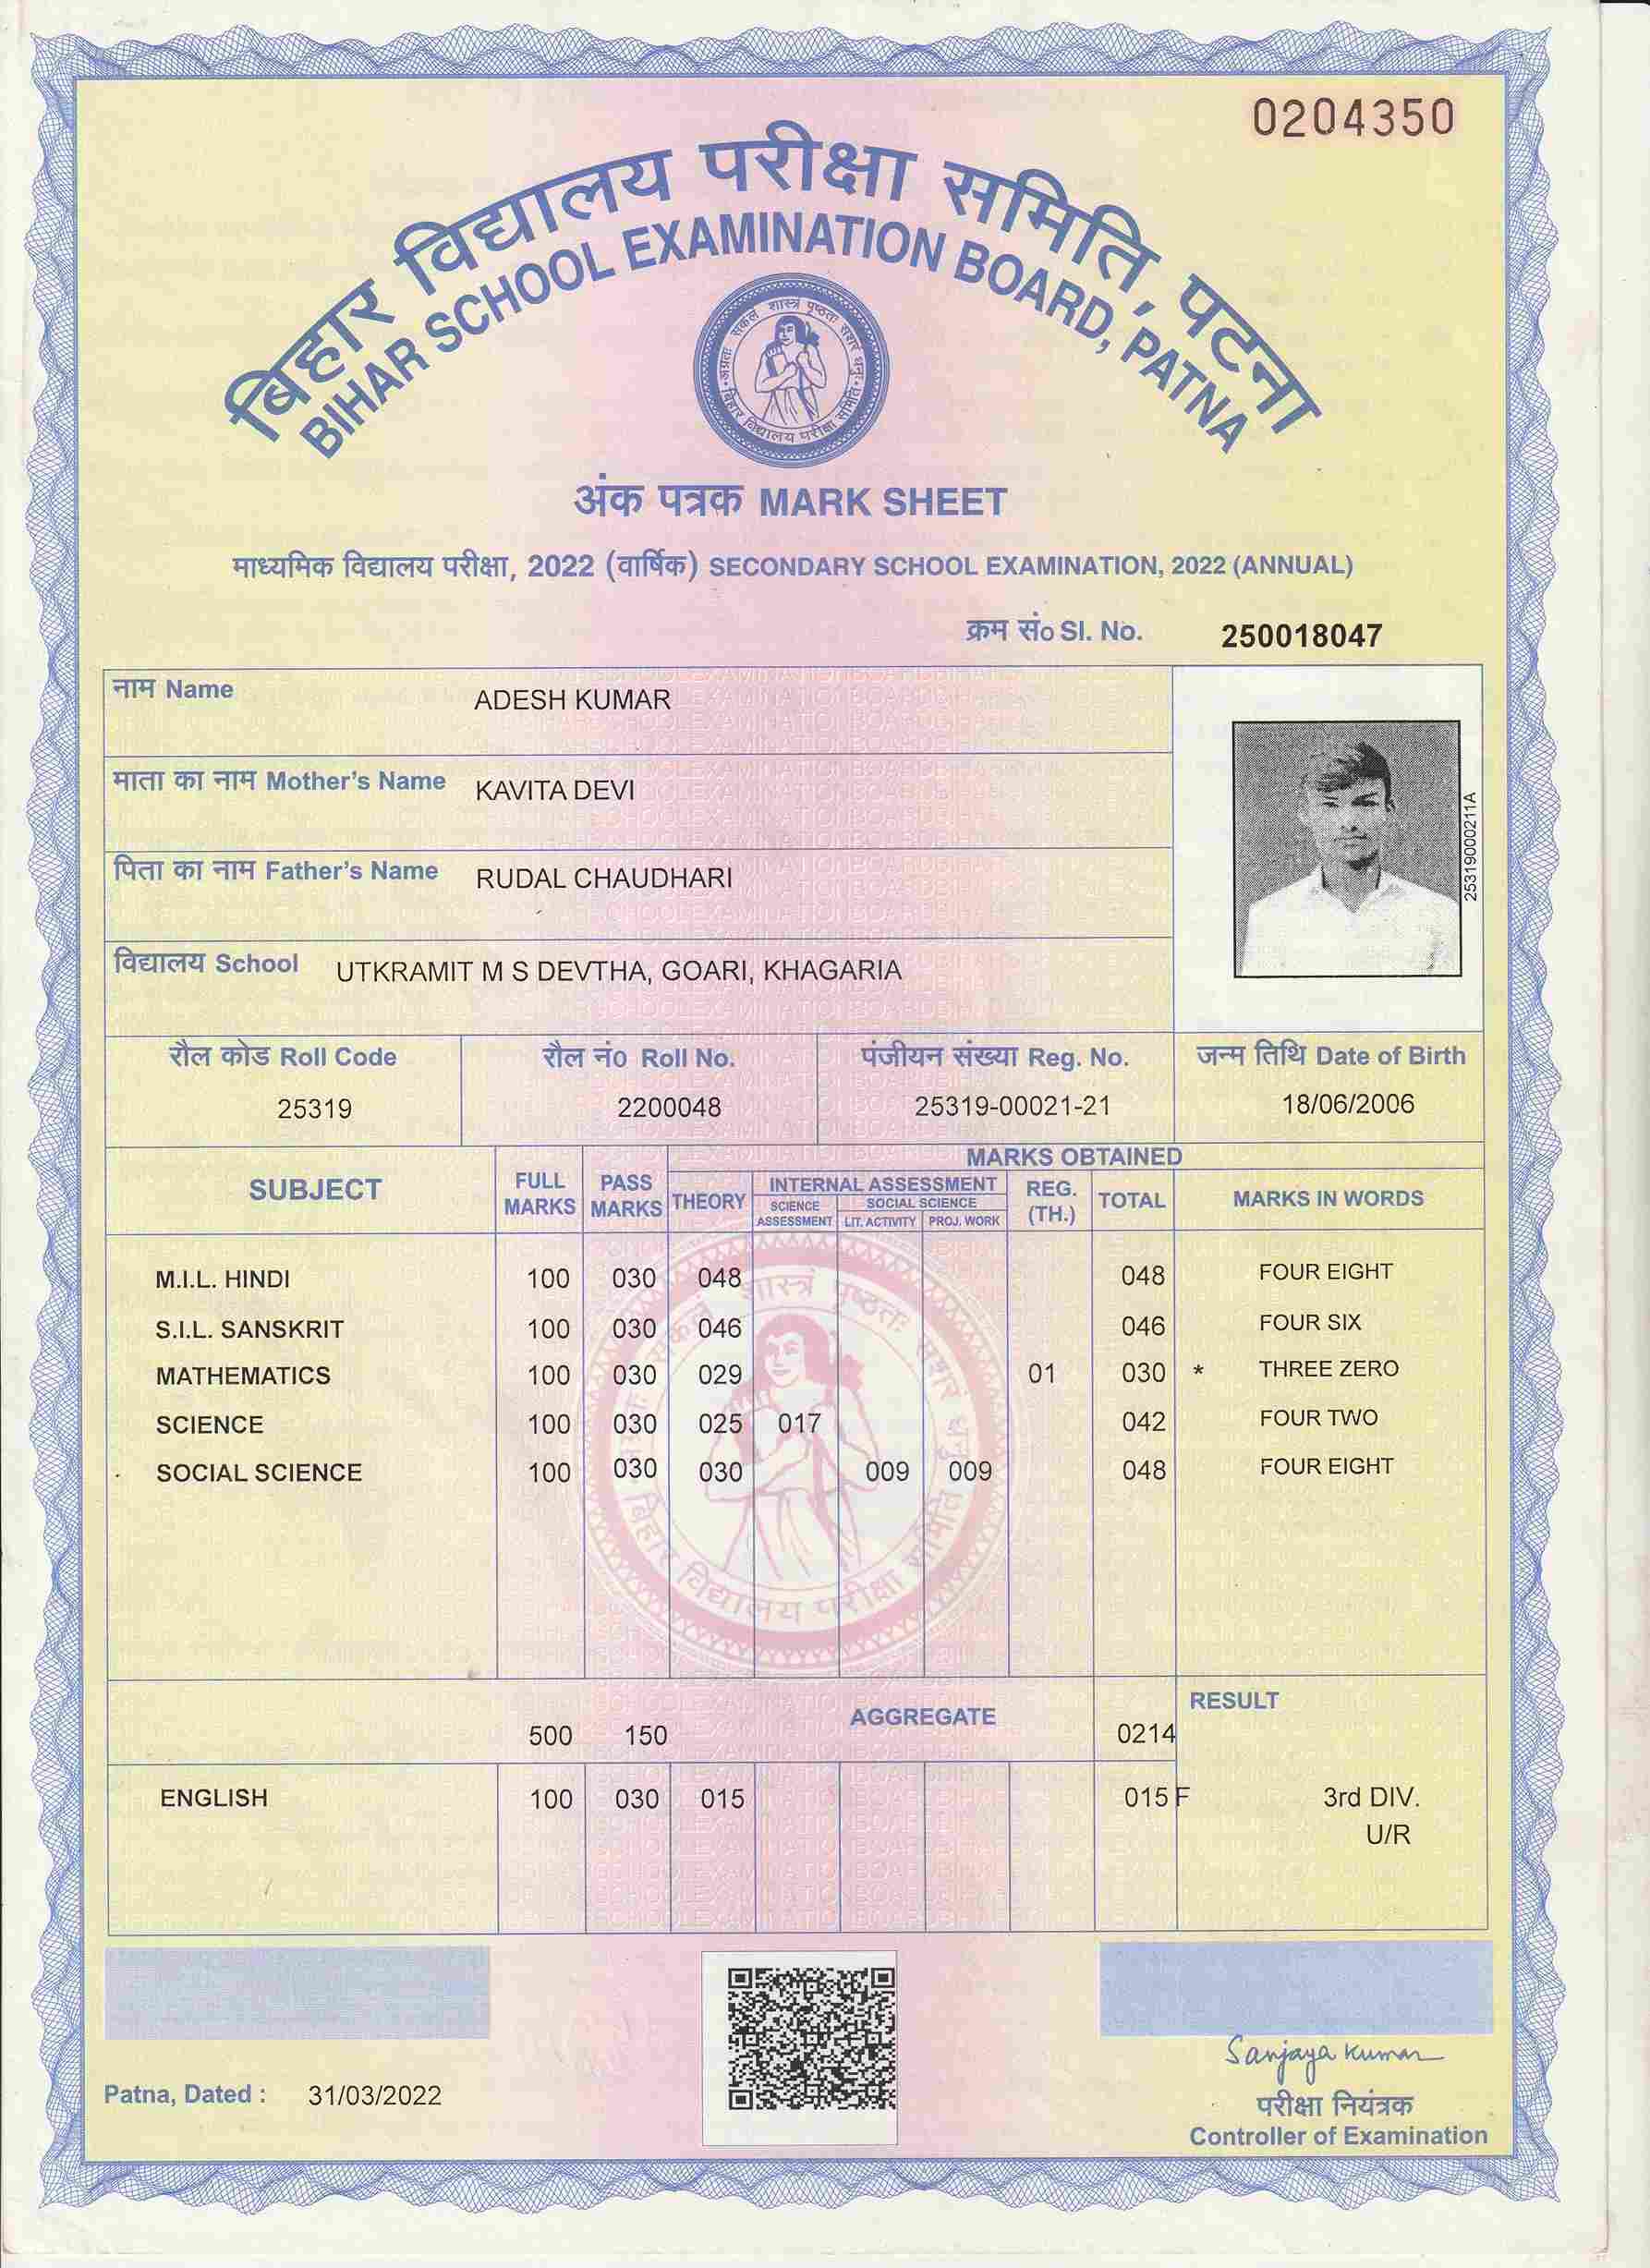 0204350
बिहार विद्यालय परीक्षा समिति, पटना
BIHAR SCHOOL EXAMINATION BOARD, PATNA
बिहार विद्यालय परीक्षा समिति
अंक पत्रक MARK SHEET
माध्यमिक विद्यालय परीक्षा, 2022 (वार्षिक) SECONDARY SCHOOL EXAMINATION, 2022 (ANNUAL)
क्रम सं० Sl. No. 250018047
नाम Name ADESH KUMAR
माता का नाम Mother's Name KAVITA DEVI
पिता का नाम Father's Name RUDAL CHAUDHARI
25319000211A
विद्यालय School UTKRAMIT M S DEVTHA, GOARI, KHAGARIA
रौल कोड Roll Code रौल नं० Roll No. पंजीयन संख्या Reg. No. जन्म तिथि Date of Birth
25319 2200048 25319-00021-21 18/06/2006
SUBJECT FULL MARKS PASS MARKS MARKS OBTAINED
THEORY INTERNAL ASSESSMENT REG. (TH.) TOTAL MARKS IN WORDS
SCIENCE ASSESSMENT SOCIAL SCIENCE
LIT. ACTIVITY PROJ. WORK
M.I.L. HINDI 100 030 048 048 FOUR EIGHT
S.I.L. SANSKRIT 100 030 046 046 FOUR SIX
MATHEMATICS 100 030 029 01 030 * THREE ZERO
SCIENCE 100 030 025 017 042 FOUR TWO
SOCIAL SCIENCE 100 030 030 009 009 048 FOUR EIGHT
बिहार विद्यालय परीक्षा समिति
500 150 AGGREGATE 0214 RESULT
ENGLISH 100 030 015 015 F 3rd DIV.
U/R
Sanjaya Kumar
Patna, Dated : 31/03/2022
परीक्षा नियंत्रक
Controller of Examination